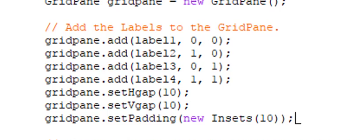 GridPane gridpane = new GridPane();
// Add the Labels to the GridPane.
gridpane.add(label1, 0, 0);
gridpane.add(label2, 1, 0);
gridpane.add(label3, 0, 1);
gridpane.add(label4, 1, 1);
gridpane.setHgap(10);
gridpane.setVgap(10);
gridpane.setPadding(new Insets(10));